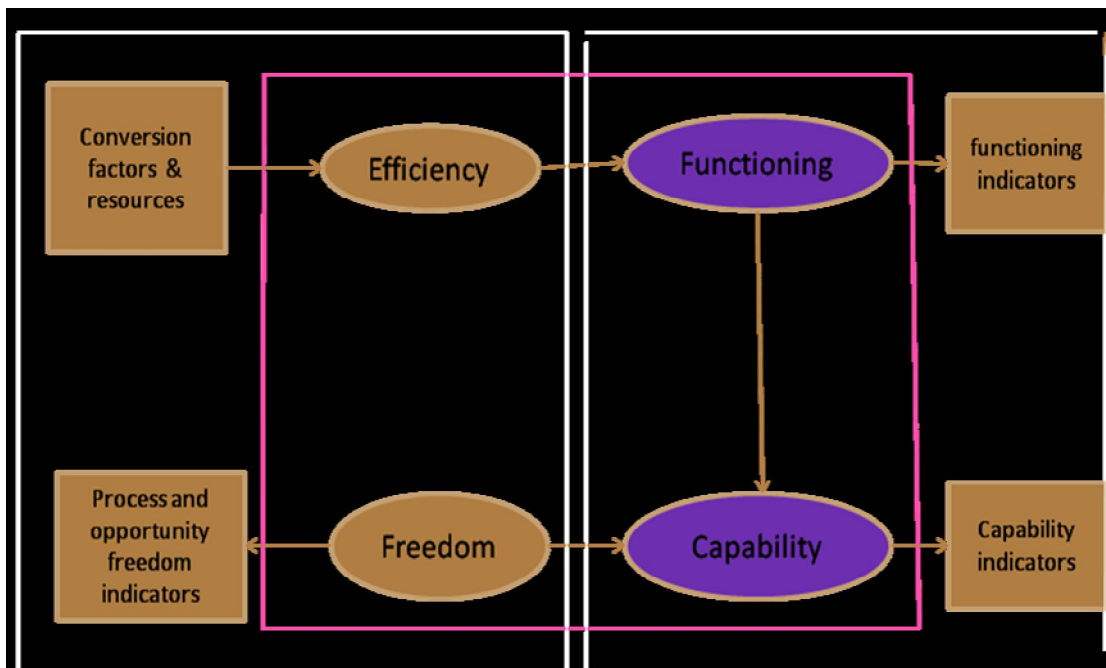 Conversion
factors &
resources
Efficiency
Functioning
functioning
indicators
Process and
opportunity
freedom
indicators
Freedom
Capability
Capability
indicators